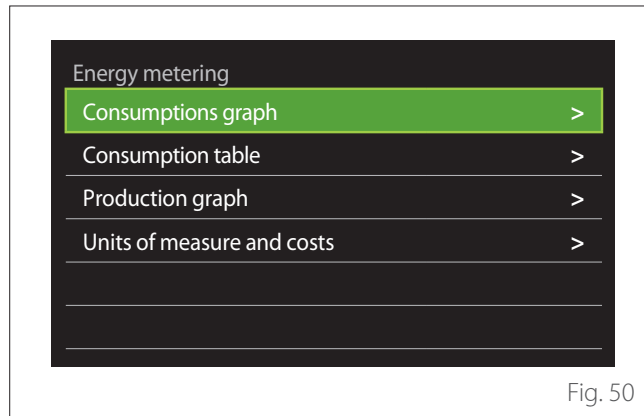 Energy metering
Consumptions graph >
Consumption table >
Production graph >
Units of measure and costs >
Fig. 50